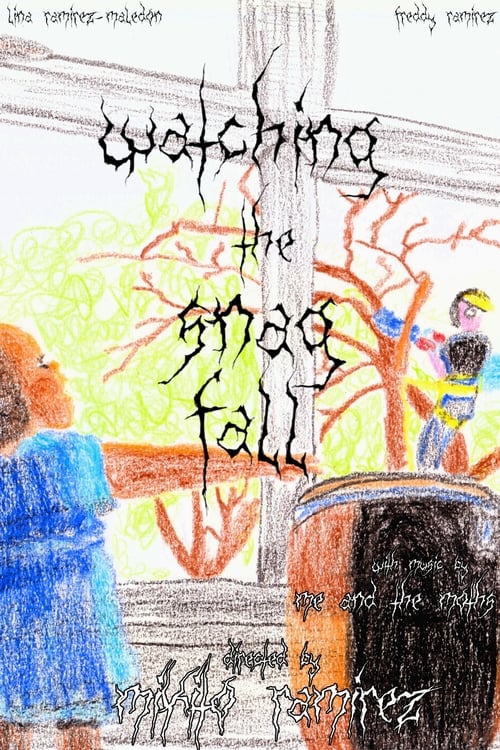 lina ramirez-maledon
freddy ramirez
watching
the
snag
fall
with music by
me and the moths
directed by
mikito ramirez